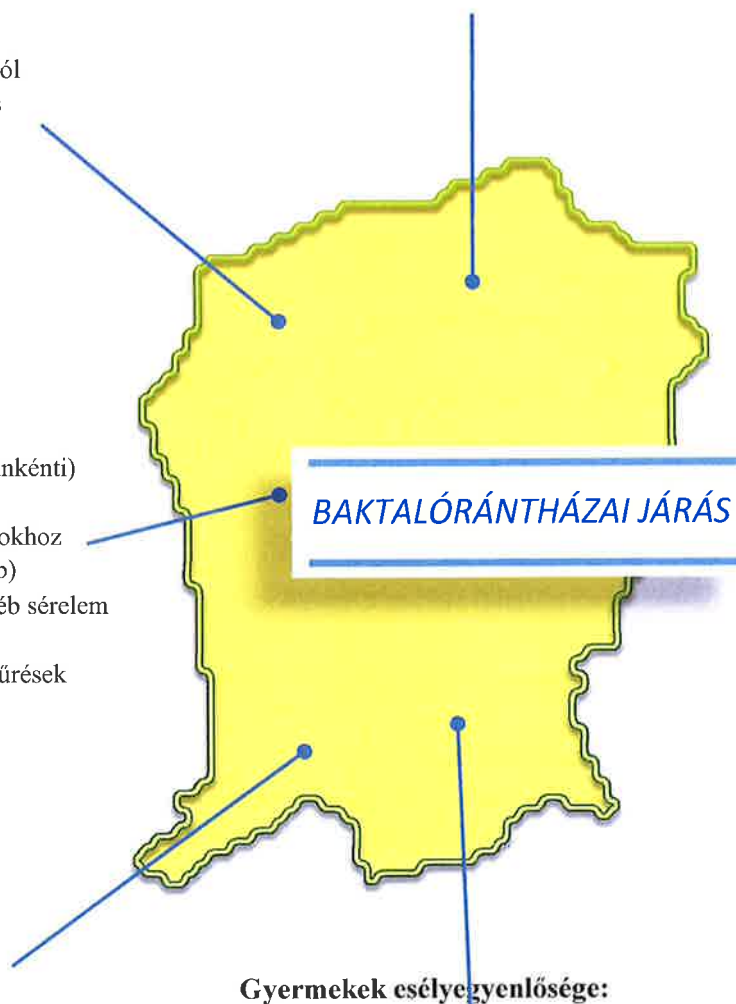 ól
nkénti)
okhoz
o)
éb sérelem
űrések
BAKTALÓRÁNTHÁZAI JÁRÁS
Gyermekek esélyegyenlősége: